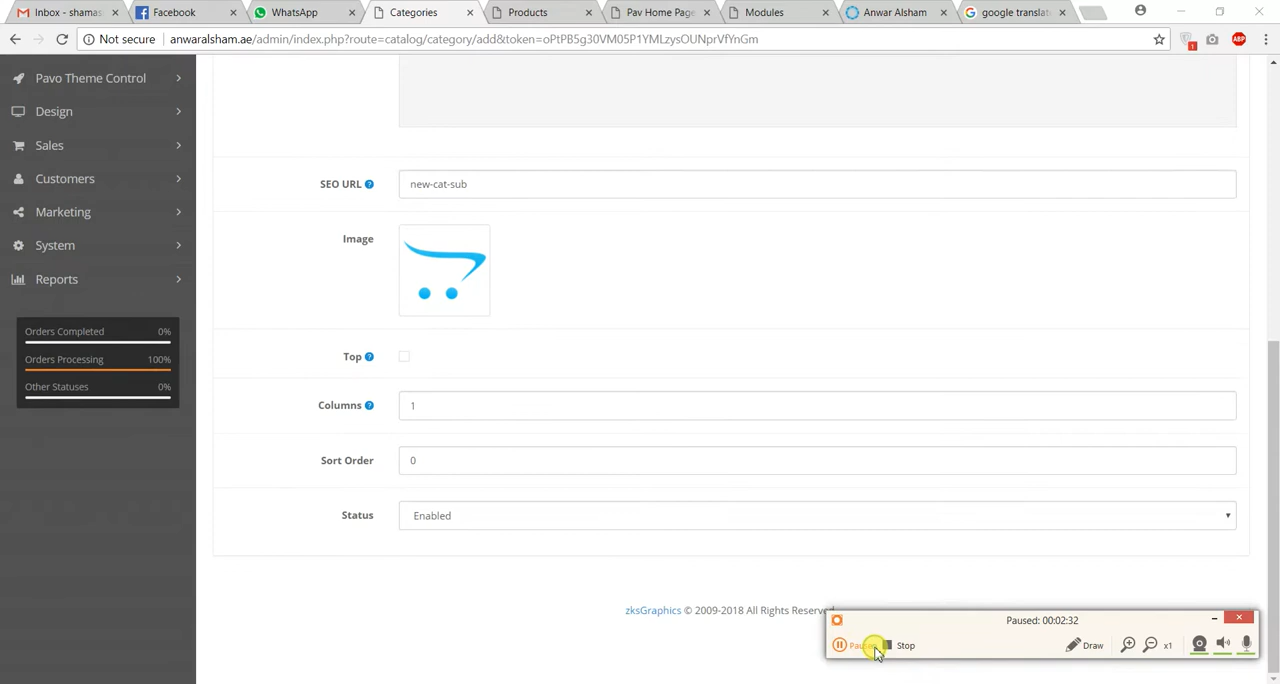 Inbox - shamas
Facebook
WhatsApp
Categories
Products
Pav Home Page
Modules
Anwar Alsham
google translat
Not secure
anwaralsham.ae/admin/index.php?route=catalog/category/add&token=oPtPB5g30VM05P1YMLzysOUNprVfYnGm
1
ABP
Pavo Theme Control
Design
Sales
Customers
Marketing
System
Reports
Orders Completed 0%
Orders Processing 100%
Other Statuses 0%
SEO URL ?
new-cat-sub
Image
Top ?
Columns ?
1
Sort Order
0
Status
Enabled
zksGraphics © 2009-2018 All Rights Reserved
Paused: 00:02:32
Stop
Draw
x1